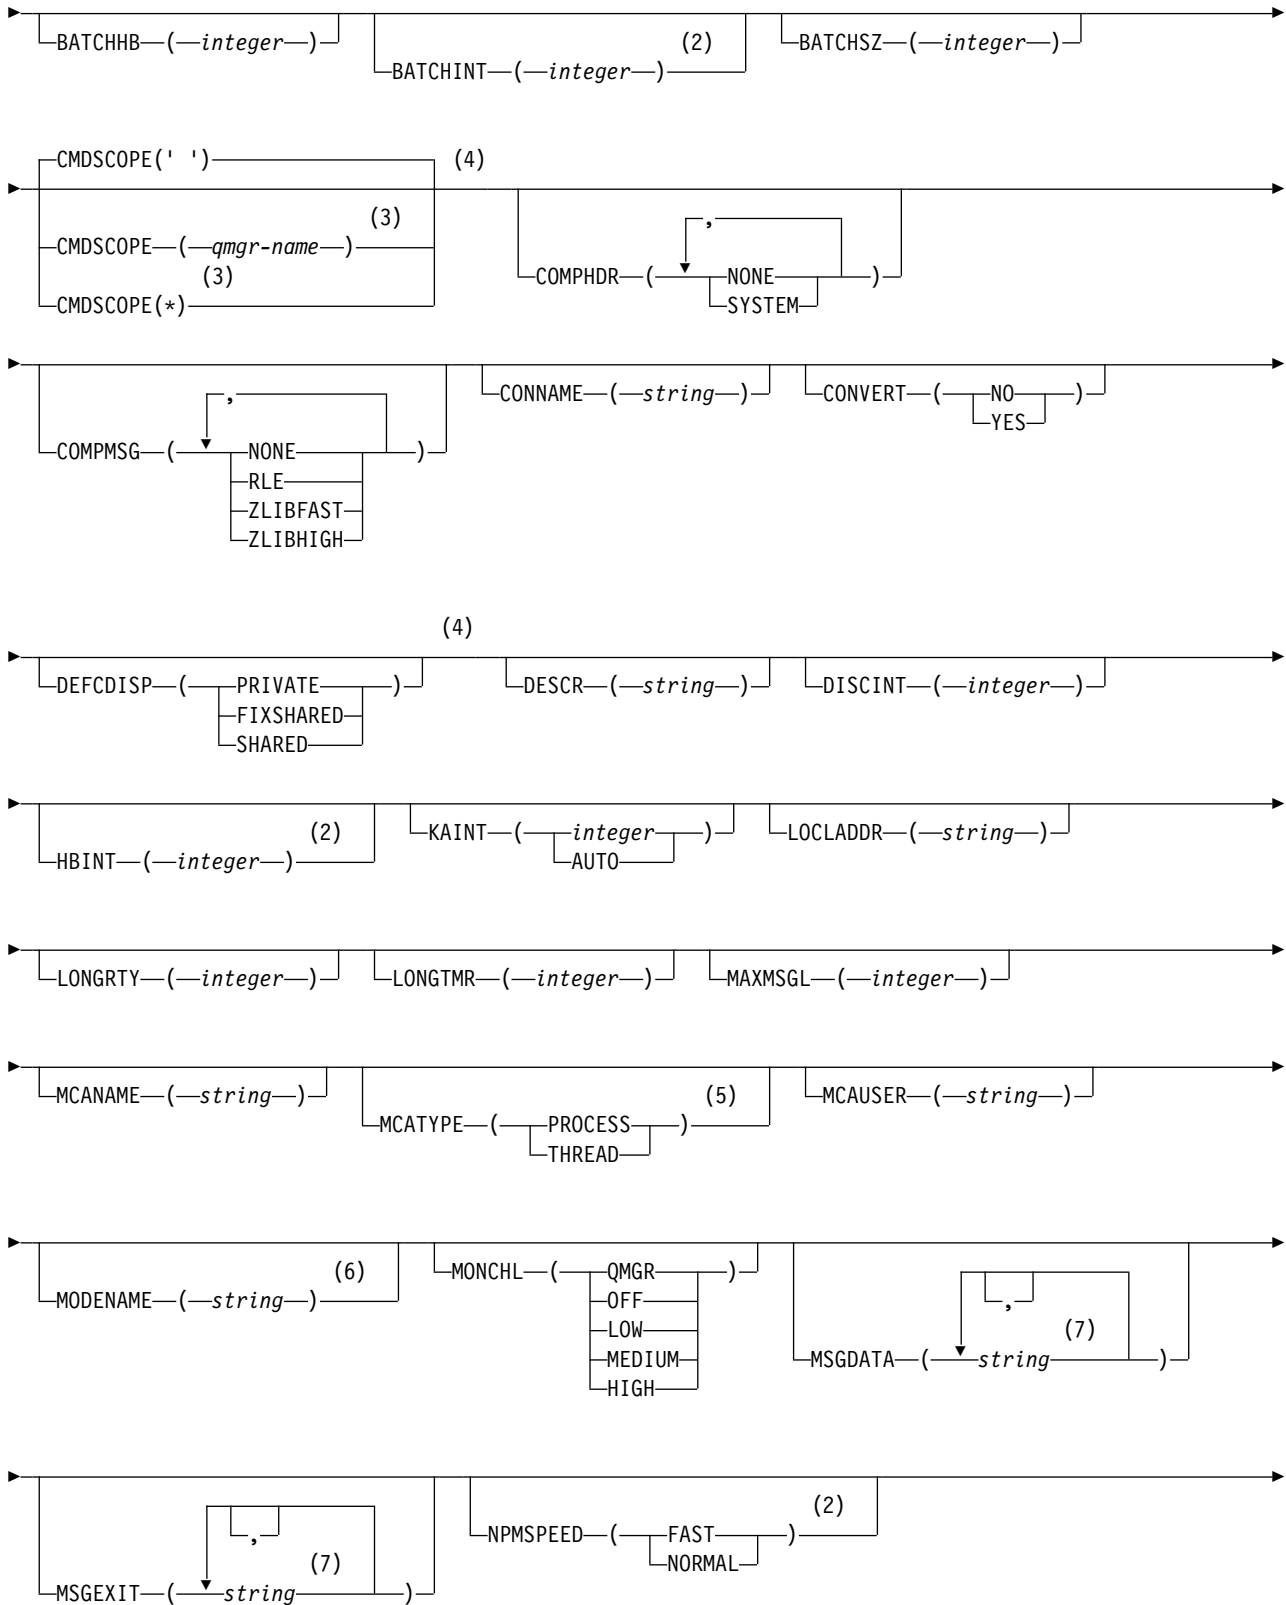 BATCHHB ( integer ) BATCHINT ( integer ) (2) BATCHSZ ( integer )
CMDSCOPE(' ') (4)
CMDSCOPE ( qmgr-name ) (3)
CMDSCOPE(*) (3)
COMPHDR ( , NONE )
SYSTEM
COMPMSG ( , NONE )
RLE
ZLIBFAST
ZLIBHIGH
CONNAME ( string ) CONVERT ( NO )
YES
DEFCDISP ( PRIVATE ) (4)
FIXSHARED
SHARED
DESCR ( string ) DISCINT ( integer )
HBINT ( integer ) (2)
KAINT ( integer )
AUTO
LOCLADDR ( string )
LONGRTY ( integer ) LONGTMR ( integer ) MAXMSGL ( integer )
MCANAME ( string )
MCATYPE ( PROCESS ) (5)
THREAD
MCAUSER ( string )
MODENAME ( string ) (6)
MONCHL ( QMGR )
OFF
LOW
MEDIUM
HIGH
MSGDATA ( , string (7) )
MSGEXIT ( , string (7) )
NPMSPEED ( FAST ) (2)
NORMAL